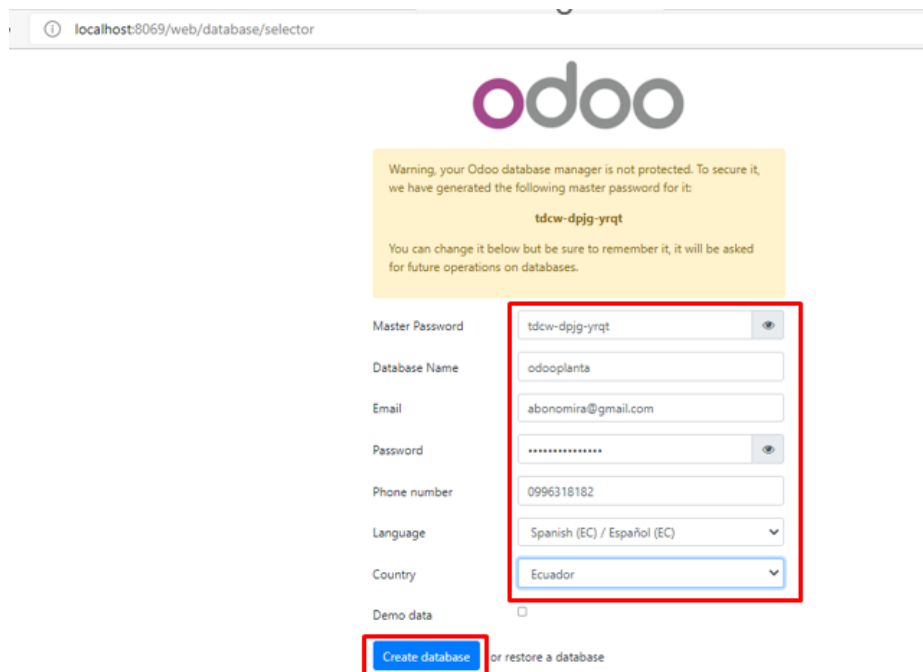 localhost:8069/web/database/selector
odoo
Warning, your Odoo database manager is not protected. To secure it,
we have generated the following master password for it:
tdcw-dpjg-yrqt
You can change it below but be sure to remember it, it will be asked
for future operations on databases.
Master Password tdcw-dpjg-yrqt
Database Name odooplanta
Email abonomira@gmail.com
Password •••••••••••••••
Phone number 0996318182
Language Spanish (EC) / Español (EC)
Country Ecuador
Demo data
Create database or restore a database